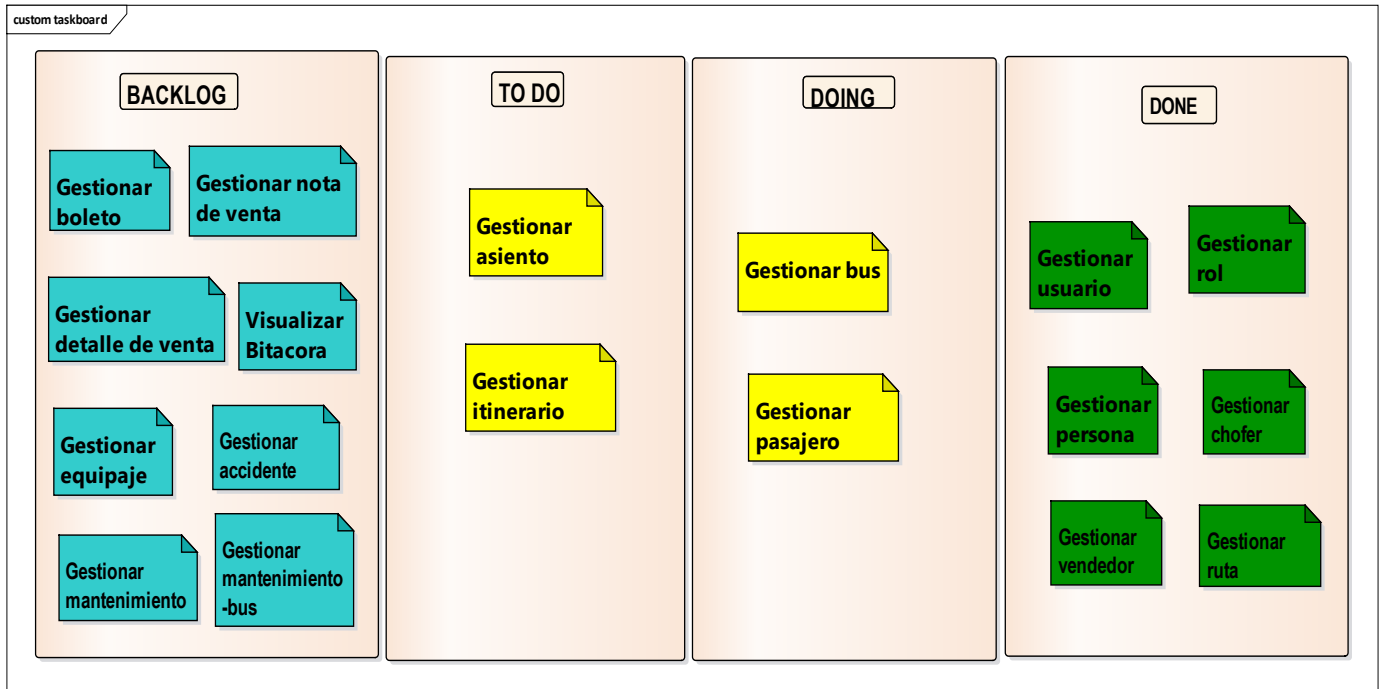 custom taskboard
BACKLOG
Gestionar
boleto
Gestionar nota
de venta
Gestionar
detalle de venta
Visualizar
Bitacora
Gestionar
equipaje
Gestionar
accidente
Gestionar
mantenimiento
Gestionar
mantenimiento
-bus
TO DO
Gestionar
asiento
Gestionar
itinerario
DOING
Gestionar bus
Gestionar
pasajero
DONE
Gestionar
usuario
Gestionar
rol
Gestionar
persona
Gestionar
chofer
Gestionar
vendedor
Gestionar
ruta